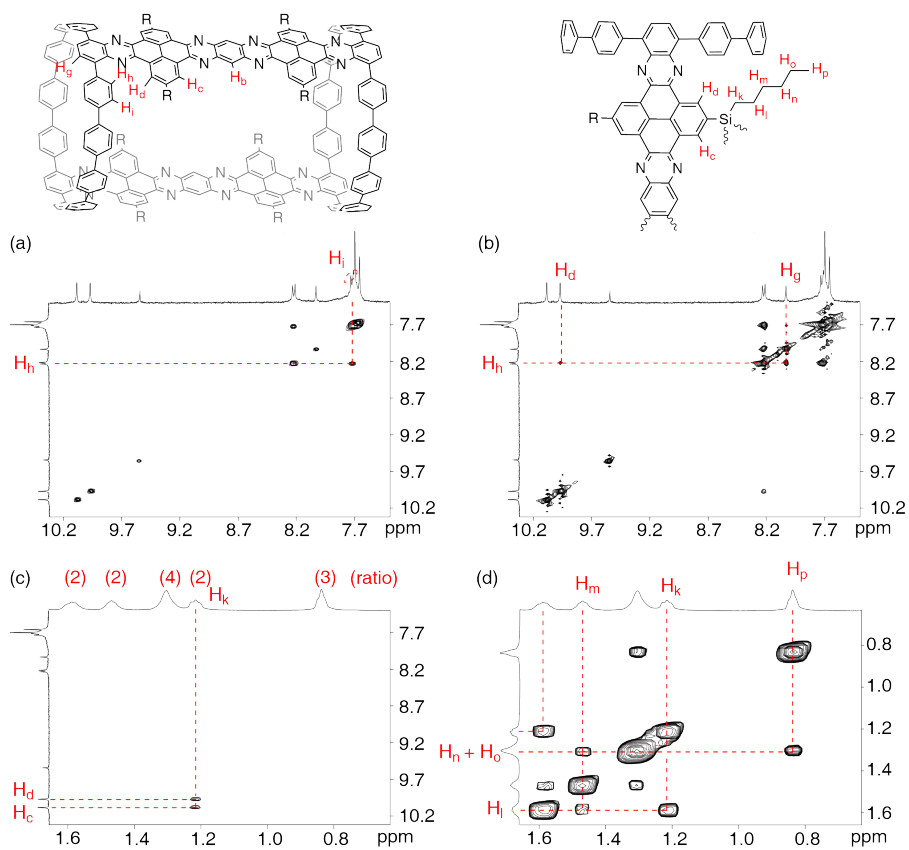 R R
N N N N
N N N N
Hg Hh Hd Hc Hb
Hi R R
R R
N N N N
N N N N
R R
N N
R
N N
Hd Hk Hl Hm Hn Ho Hp
Si
Hc
N N
(a)
Hi
Hh
7.7
8.2
8.7
9.2
9.7
10.2
10.2 9.7 9.2 8.7 8.2 7.7 ppm
ppm
(b)
Hd Hg
Hh
7.7
8.2
8.7
9.2
9.7
10.2
10.2 9.7 9.2 8.7 8.2 7.7 ppm
ppm
(c)
(2) (2) (4) (2) (3) (ratio)
Hk
7.7
8.2
8.7
9.2
9.7
10.2
Hd
Hc
1.6 1.4 1.2 1.0 0.8 ppm
ppm
(d)
Hm Hk Hp
0.8
1.0
1.2
1.4
1.6
Hn + Ho
Hl
1.6 1.4 1.2 1.0 0.8 ppm
ppm